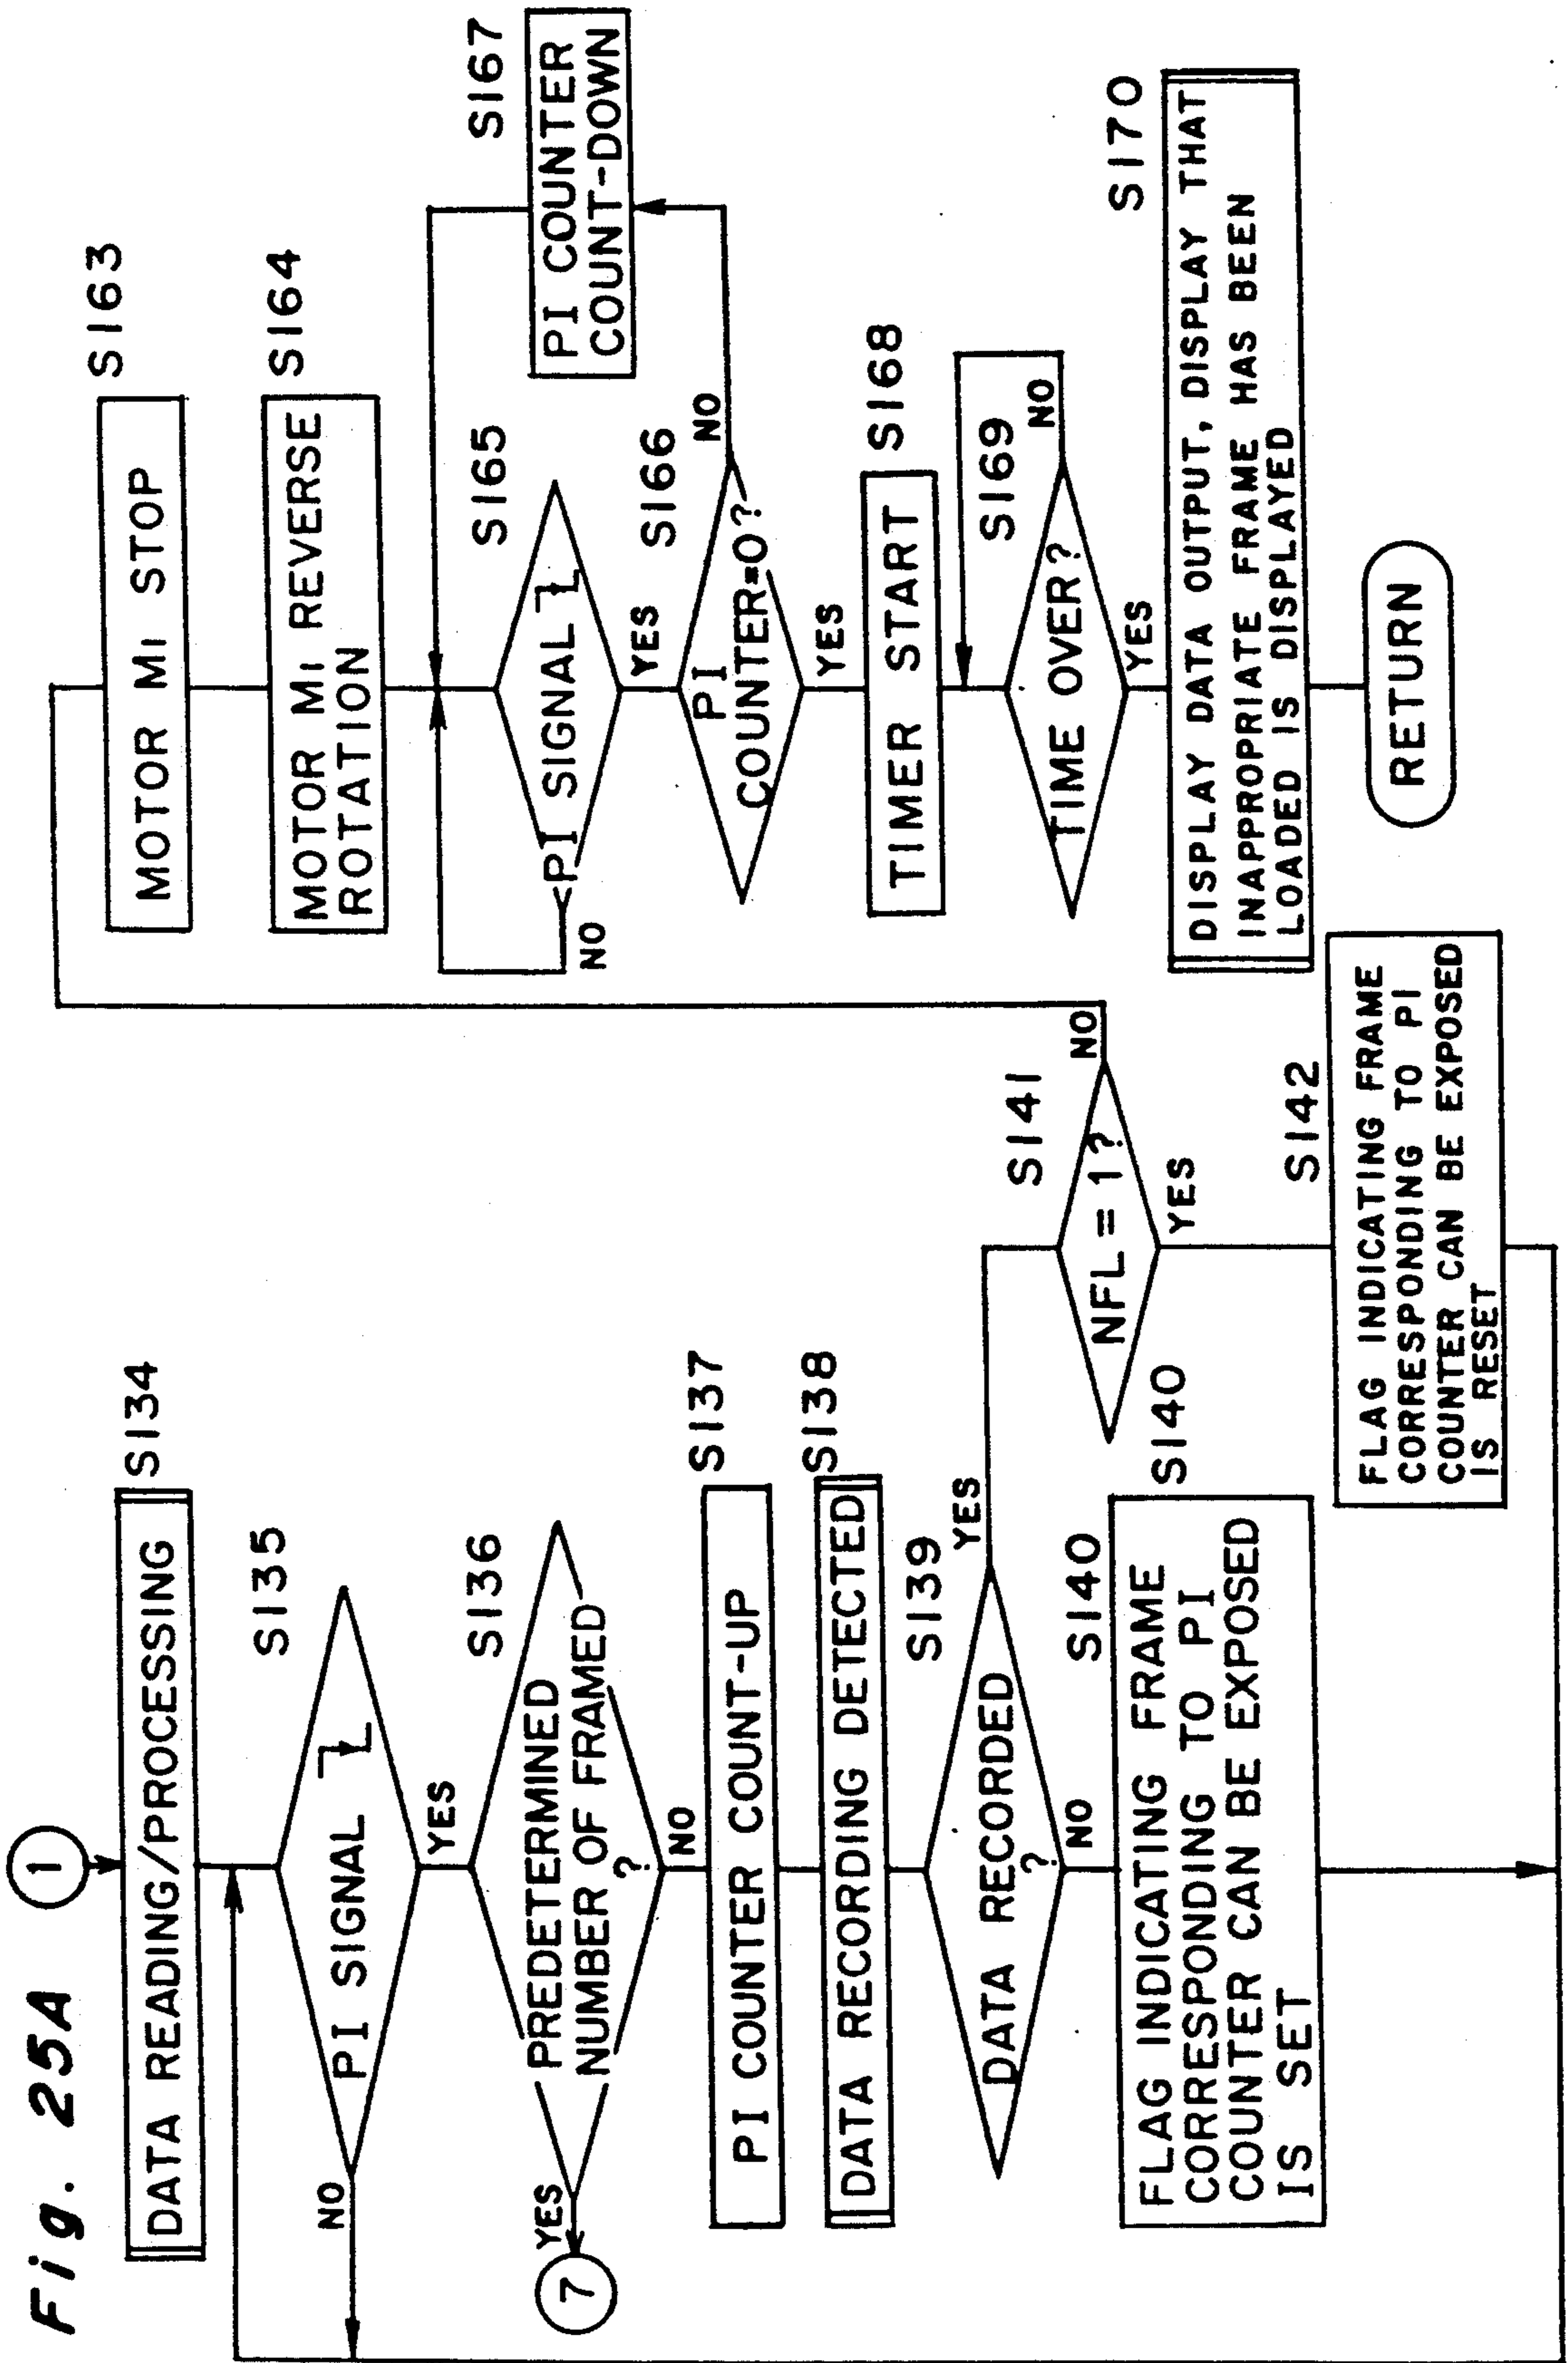 Fig. 25A
1
DATA READING/PROCESSING
S134
S135
PI SIGNAL
NO
YES
S136
PREDETERMINED
NUMBER OF FRAMED
?
YES
7
NO
S137
PI COUNTER COUNT-UP
S138
DATA RECORDING DETECTED
S139
DATA RECORDED
?
YES
NO
S140
FLAG INDICATING FRAME
CORRESPONDING TO PI
COUNTER CAN BE EXPOSED
IS SET
S140
S141
NFL = 1 ?
NO
YES
S142
FLAG INDICATING FRAME
CORRESPONDING TO PI
COUNTER CAN BE EXPOSED
IS RESET
S163
MOTOR M1 STOP
S164
MOTOR M1 REVERSE
ROTATION
S165
PI SIGNAL
NO
YES
S166
PI
COUNTER=0?
NO
YES
S167
PI COUNTER
COUNT-DOWN
S168
TIMER START
S169
TIME OVER?
NO
YES
S170
DISPLAY DATA OUTPUT, DISPLAY THAT
INAPPROPRIATE FRAME HAS BEEN
LOADED IS DISPLAYED
RETURN